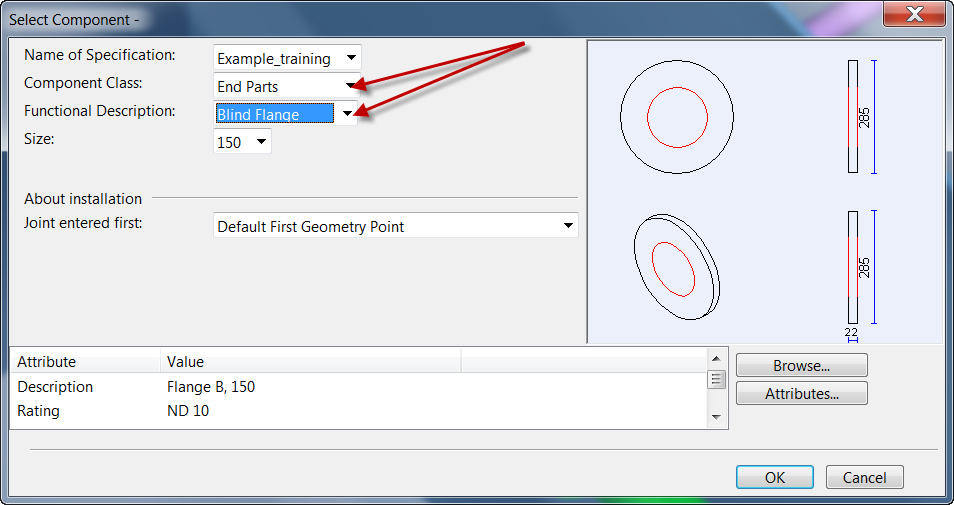 Select Component -
Name of Specification: Example_training
Component Class: End Parts
Functional Description: Blind Flange
Size: 150
About installation
Joint entered first: Default First Geometry Point
285
285
22
Attribute Value
Description Flange B, 150
Rating ND 10
Browse...
Attributes...
OK Cancel